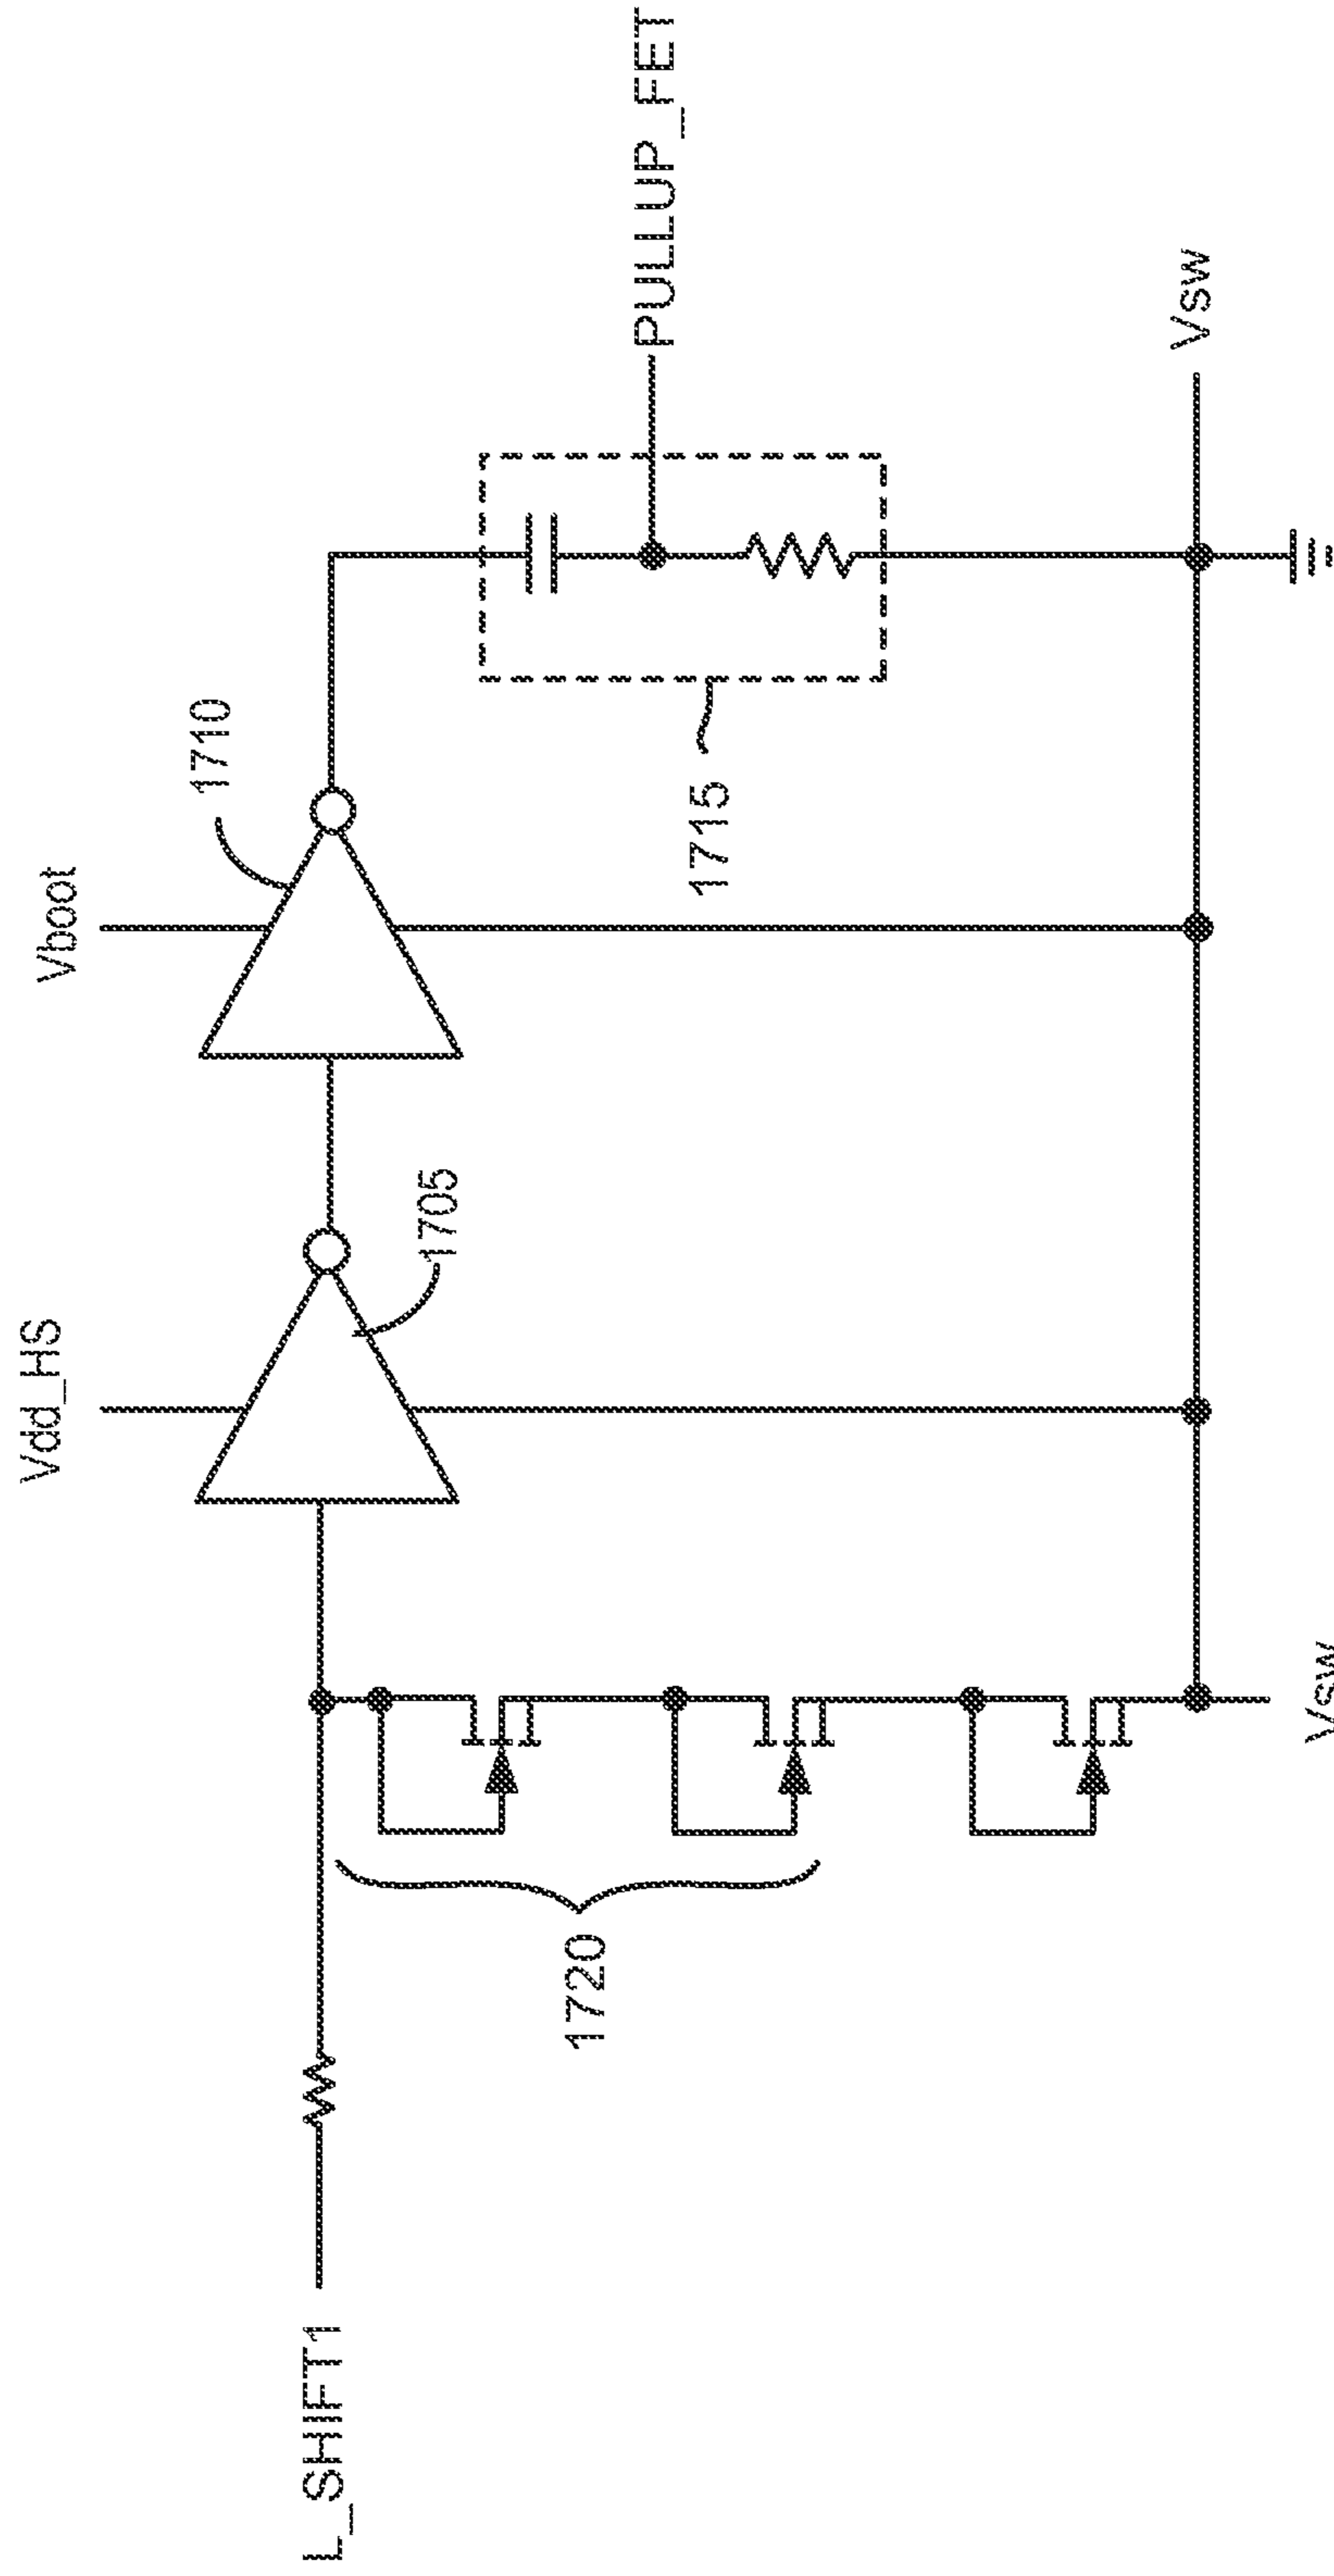 Vdd_HS
Vboot
1710
L_SHIFT1
1705
1720
1715
PULLUP_FET
Vsw
Vsw